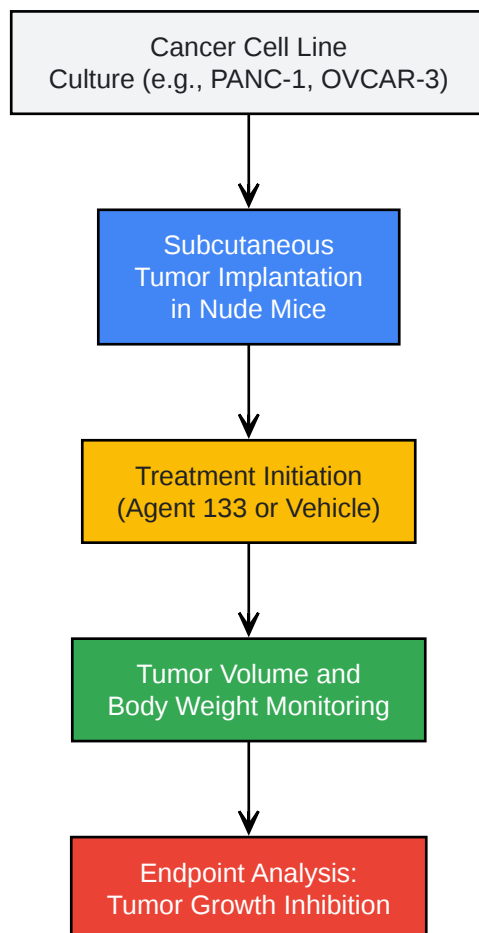 Cancer Cell Line
Culture (e.g., PANC-1, OVCAR-3)
Subcutaneous
Tumor Implantation
in Nude Mice
Treatment Initiation
(Agent 133 or Vehicle)
Tumor Volume and
Body Weight Monitoring
Endpoint Analysis:
Tumor Growth Inhibition